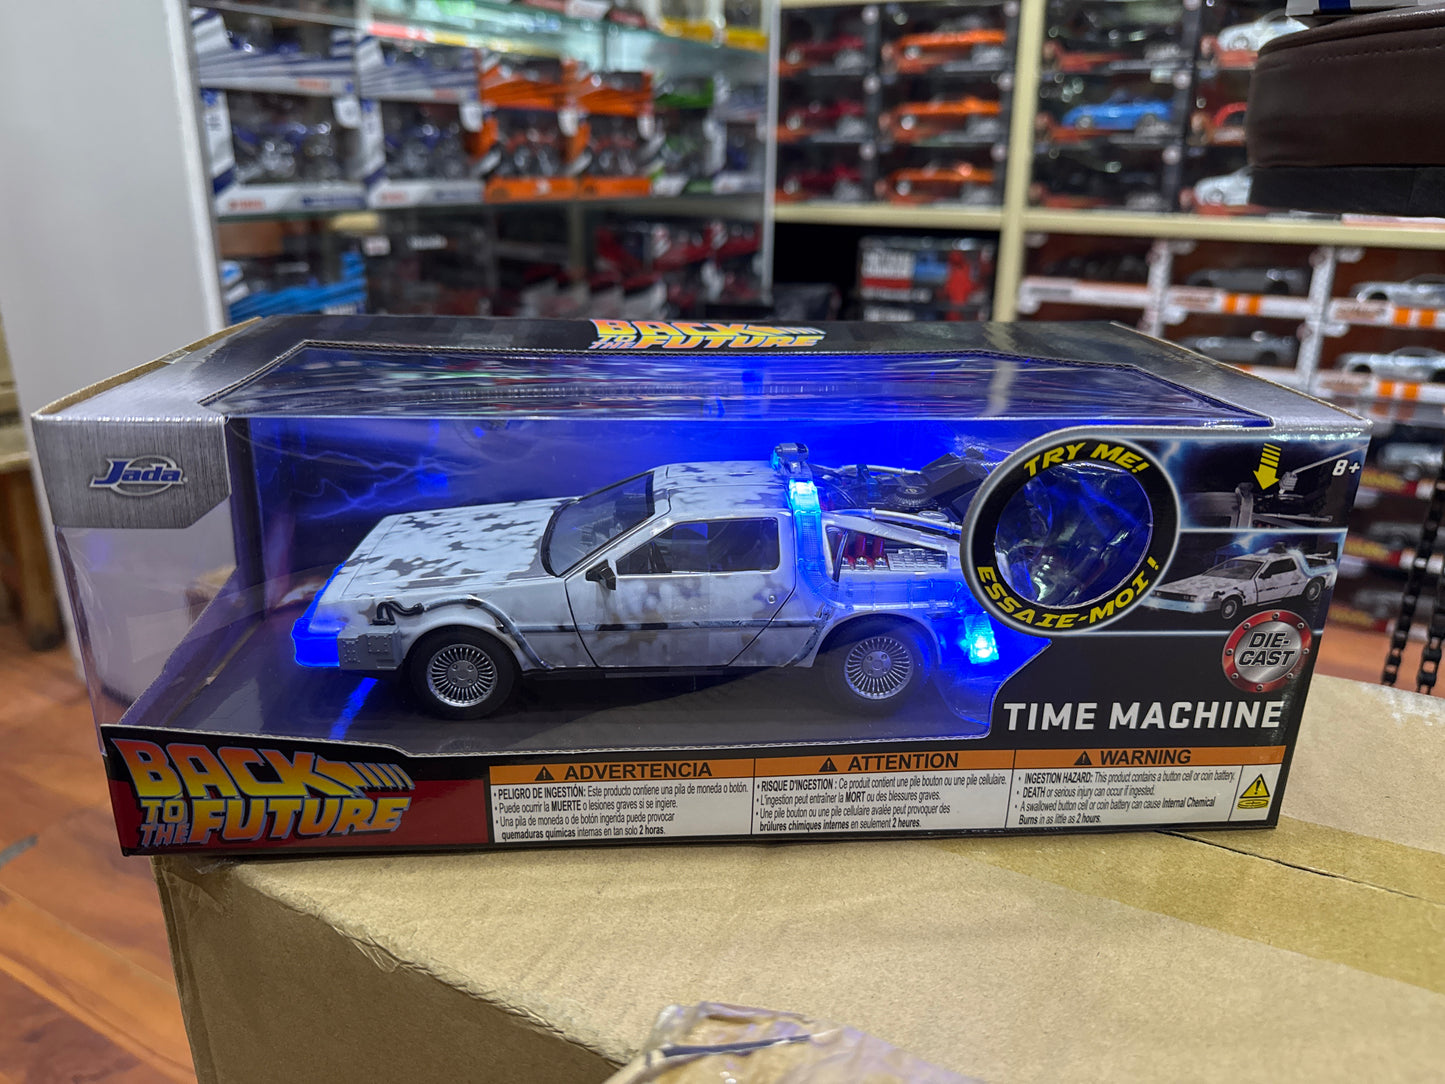 BACK
TO THE FUTURE
Jada
TRY ME!
ESSAIE-MOI !
8+
DIE-
CAST
TIME MACHINE
BACK
TO THE FUTURE
⚠ ADVERTENCIA
• PELIGRO DE INGESTIÓN: Este producto contiene una pila de moneda o botón.
• Puede ocurrir la MUERTE o lesiones graves si se ingiere.
• Una pila de moneda o de botón ingerida puede provocar
quemaduras químicas internas en tan solo 2 horas.
⚠ ATTENTION
• RISQUE D'INGESTION : Ce produit contient une pile bouton ou une pile cellulaire.
• L'ingestion peut entraîner la MORT ou des blessures graves.
• Une pile bouton ou une pile cellulaire avalée peut provoquer des
brûlures chimiques internes en seulement 2 heures.
⚠ WARNING
• INGESTION HAZARD: This product contains a button cell or coin battery.
• DEATH or serious injury can occur if ingested.
• A swallowed button cell or coin battery can cause Internal Chemical
Burns in as little as 2 hours.